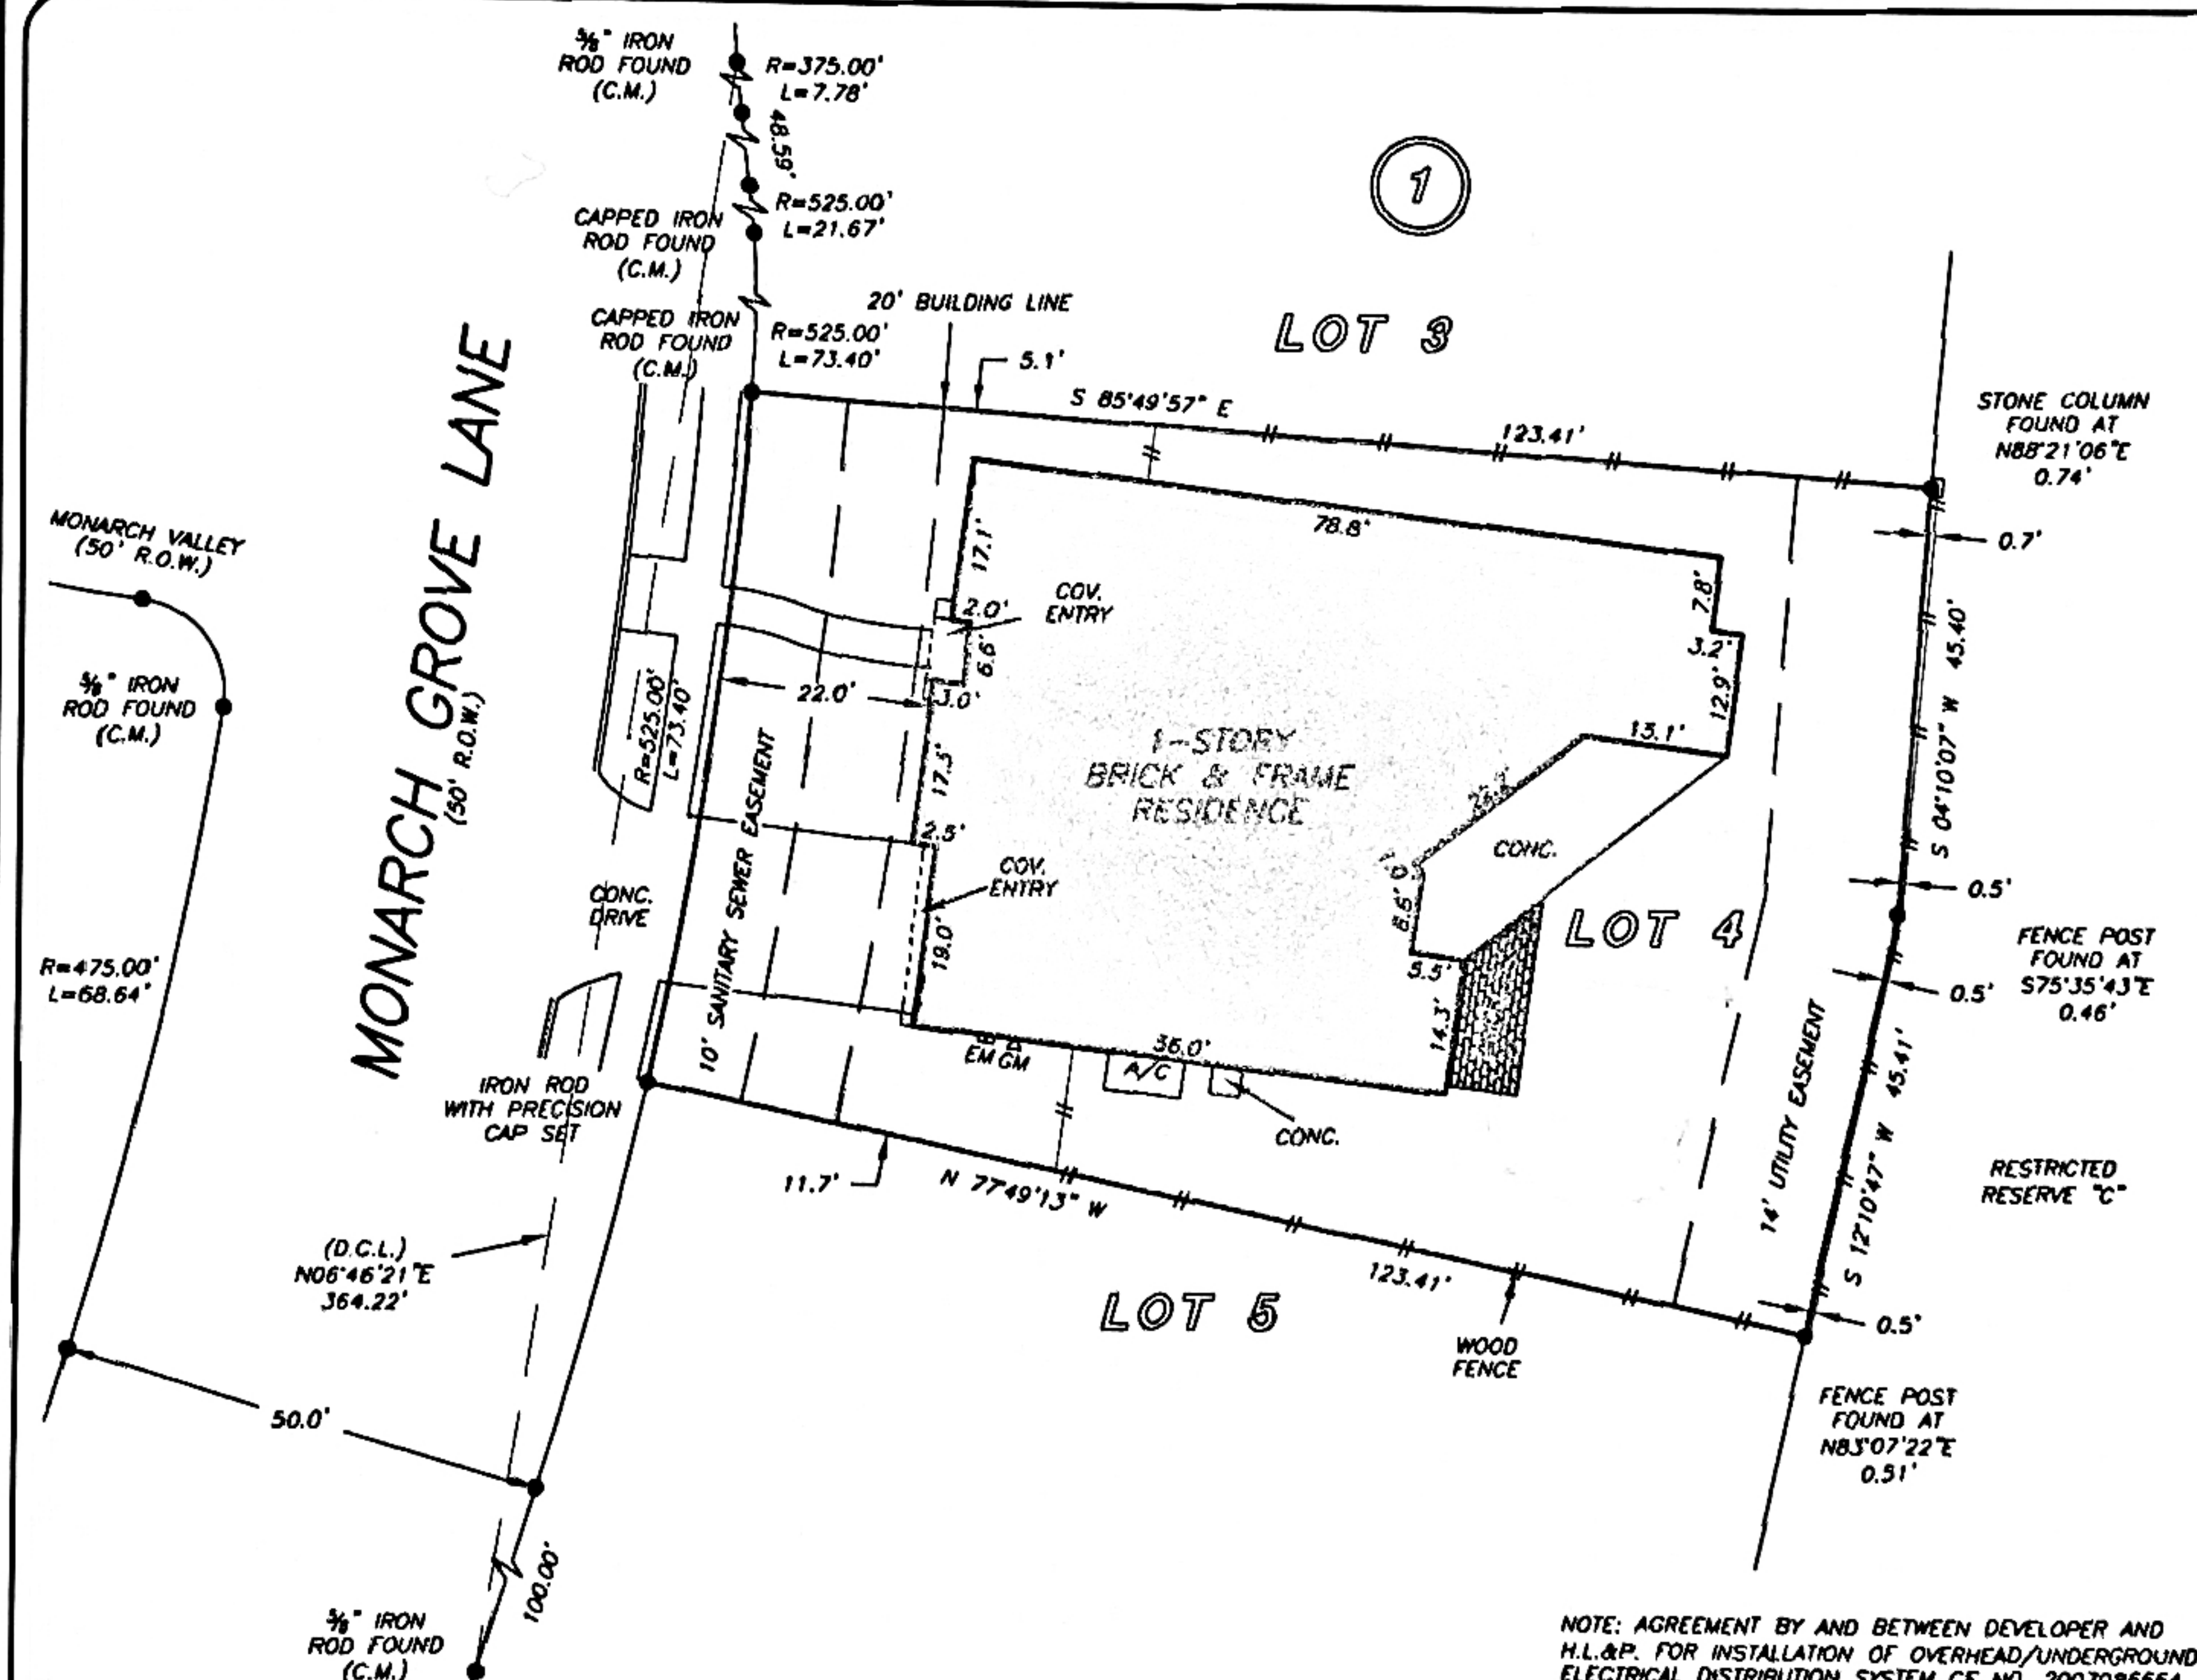 5/8" IRON
ROD FOUND
(C.M.)
R=375.00'
L=7.78'
48.59'
R=525.00'
L=21.67'
CAPPED IRON
ROD FOUND
(C.M.)
CAPPED IRON
ROD FOUND
(C.M.)
R=525.00'
L=73.40'
20' BUILDING LINE
5.1'
1
LOT 3
S 85°49'57" E
123.41'
STONE COLUMN
FOUND AT
N88°21'06"E
0.74'
0.7'
MONARCH VALLEY
(50' R.O.W.)
5/8" IRON
ROD FOUND
(C.M.)
R=475.00'
L=68.64'
MONARCH GROVE LANE
(50' R.O.W.)
R=525.00'
L=73.40'
78.8'
17.1'
COV.
ENTRY
2.0'
6.6'
22.0'
3.0'
17.5'
2.5'
COV.
ENTRY
19.0'
7.8'
3.2'
12.9'
15.1'
1-STORY
BRICK & FRAME
RESIDENCE
CONC.
5.5'
14.3'
LOT 4
S 04°10'07" W 45.40'
0.5'
FENCE POST
FOUND AT
S75°35'43"E
0.46'
0.5'
CONC.
DRIVE
10' SANITARY SEWER EASEMENT
EM GM
36.0'
A/C
CONC.
14' UTILITY EASEMENT
S 12°10'47" W 45.41'
RESTRICTED
RESERVE "C"
IRON ROD
WITH PRECISION
CAP SET
11.7'
N 77°49'13" W
123.41'
(D.C.L.)
N06°46'21"E
364.22'
LOT 5
WOOD
FENCE
0.5'
FENCE POST
FOUND AT
N83°07'22"E
0.51'
50.0'
100.00'
5/8" IRON
ROD FOUND
(C.M.)
NOTE: AGREEMENT BY AND BETWEEN DEVELOPER AND
H.L.&P. FOR INSTALLATION OF OVERHEAD/UNDERGROUND
ELECTRICAL DISTRIBUTION SYSTEM CF NO.